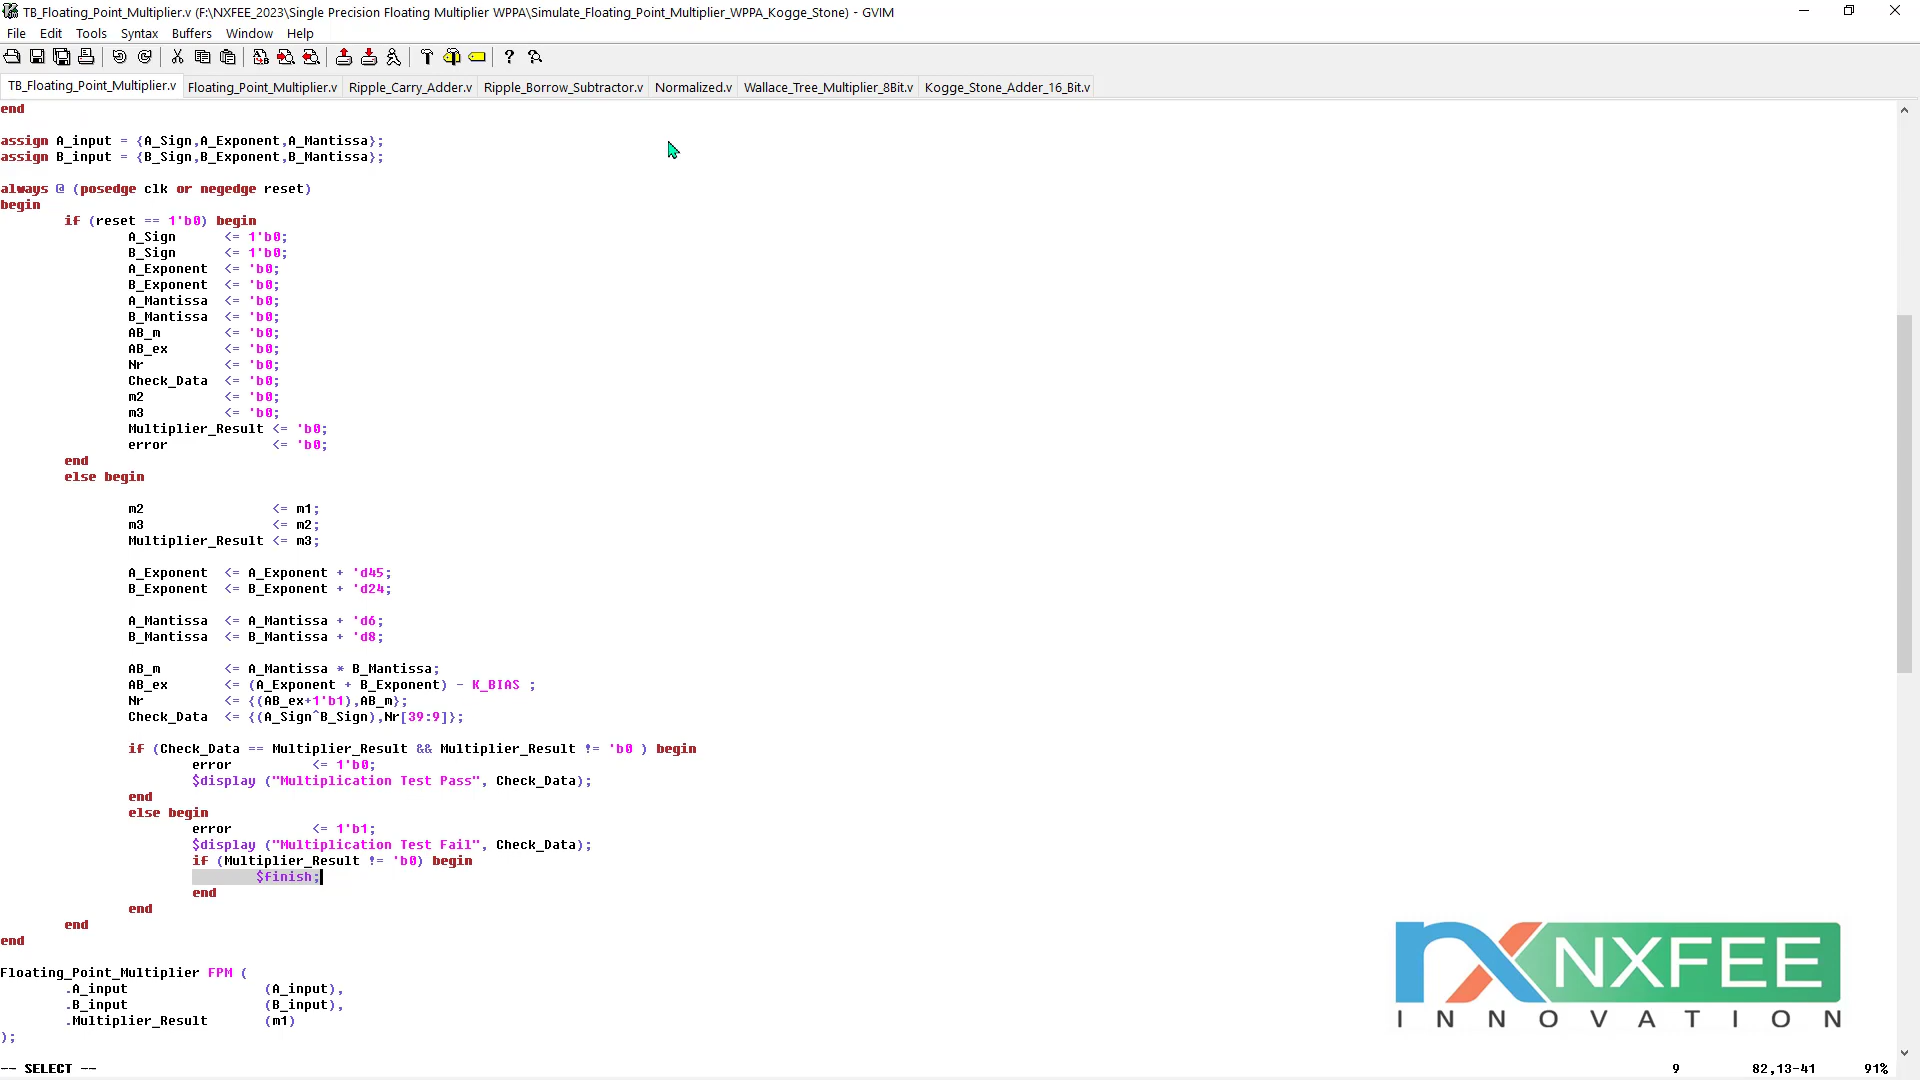 TB_Floating_Point_Multiplier.v (F:\NXFEE_2023\Single Precision Floating Multiplier WPPA\Simulate_Floating_Point_Multiplier_WPPA_Kogge_Stone) - GVIM
File Edit Tools Syntax Buffers Window Help
TB_Floating_Point_Multiplier.v Floating_Point_Multiplier.v Ripple_Carry_Adder.v Ripple_Borrow_Subtractor.v Normalized.v Wallace_Tree_Multiplier_8Bit.v Kogge_Stone_Adder_16_Bit.v
end
assign A_input = {A_Sign,A_Exponent,A_Mantissa};
assign B_input = {B_Sign,B_Exponent,B_Mantissa};
always @ (posedge clk or negedge reset)
begin
if (reset == 1'b0) begin
A_Sign <= 1'b0;
B_Sign <= 1'b0;
A_Exponent <= 'b0;
B_Exponent <= 'b0;
A_Mantissa <= 'b0;
B_Mantissa <= 'b0;
AB_m <= 'b0;
AB_ex <= 'b0;
Nr <= 'b0;
Check_Data <= 'b0;
m2 <= 'b0;
m3 <= 'b0;
Multiplier_Result <= 'b0;
error <= 'b0;
end
else begin
m2 <= m1;
m3 <= m2;
Multiplier_Result <= m3;
A_Exponent <= A_Exponent + 'd45;
B_Exponent <= B_Exponent + 'd24;
A_Mantissa <= A_Mantissa + 'd6;
B_Mantissa <= B_Mantissa + 'd8;
AB_m <= A_Mantissa * B_Mantissa;
AB_ex <= (A_Exponent + B_Exponent) - K_BIAS ;
Nr <= {(AB_ex+1'b1),AB_m};
Check_Data <= {(A_Sign^B_Sign),Nr[39:9]};
if (Check_Data == Multiplier_Result && Multiplier_Result != 'b0 ) begin
error <= 1'b0;
$display ("Multiplication Test Pass", Check_Data);
end
else begin
error <= 1'b1;
$display ("Multiplication Test Fail", Check_Data);
if (Multiplier_Result != 'b0) begin
$finish;
end
end
end
end
Floating_Point_Multiplier FPM (
.A_input (A_input),
.B_input (B_input),
.Multiplier_Result (m1)
);
NXFEE
INNOVATION
-- SELECT -- 9 82,13-41 91%